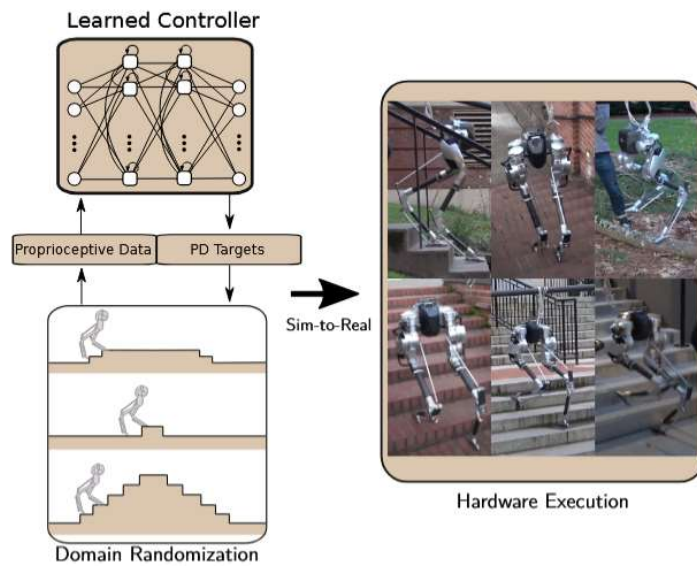 Learned Controller
Proprioceptive Data
PD Targets
Sim-to-Real
Domain Randomization
Hardware Execution